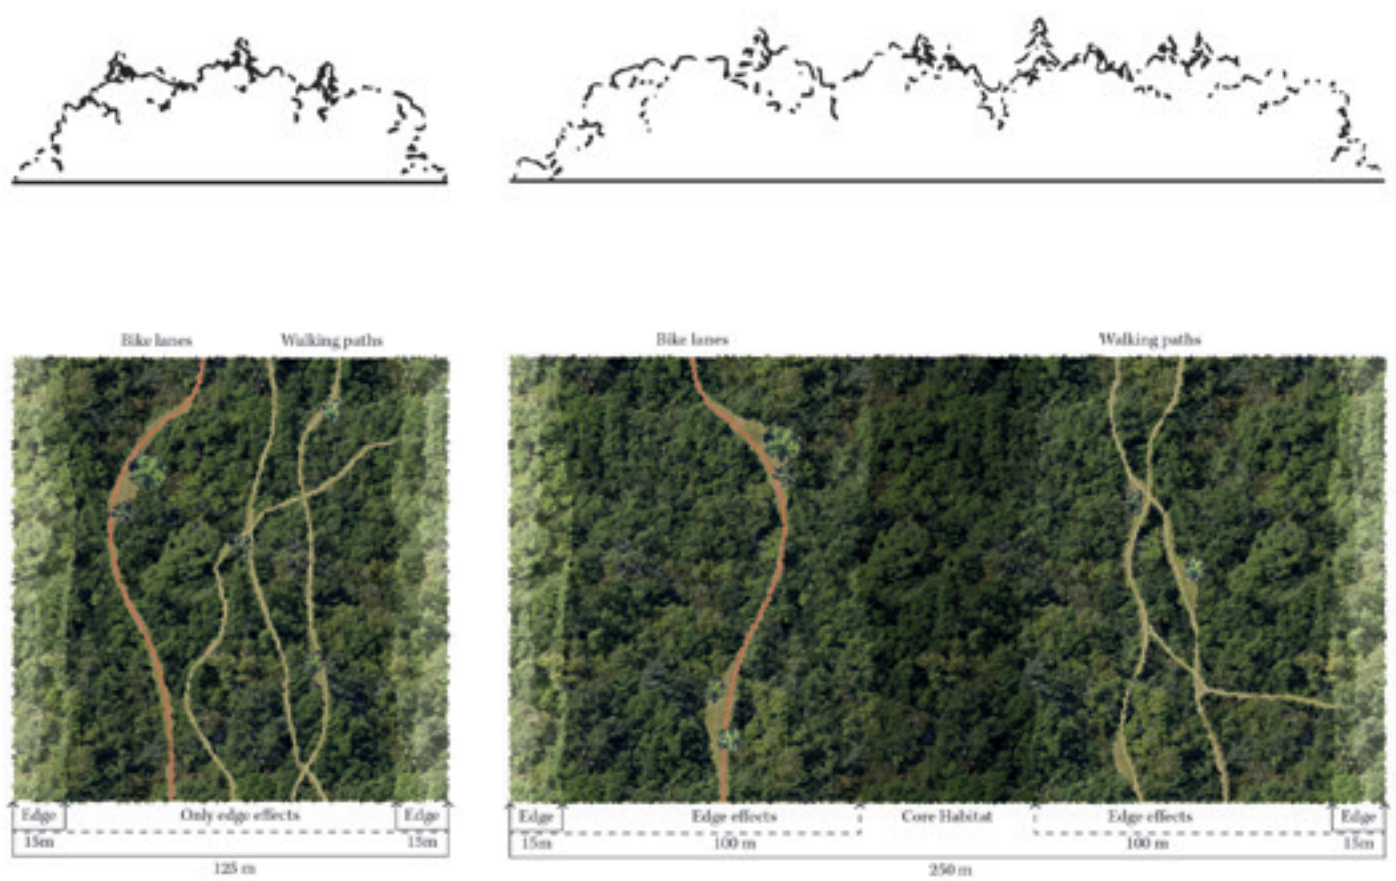 Bike lanes
Walking paths
Bike lanes
Walking paths
Edge
Only edge effects
Edge
Edge
Edge effects
Core Habitat
Edge effects
Edge
15m
15m
15m
100 m
100 m
15m
125 m
250 m